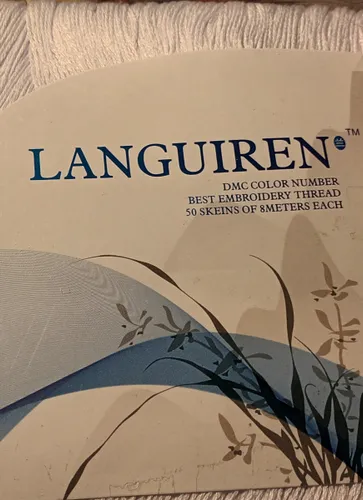 LANGUIREN™
DMC COLOR NUMBER
BEST EMBROIDERY THREAD
50 SKEINS OF 8METERS EACH